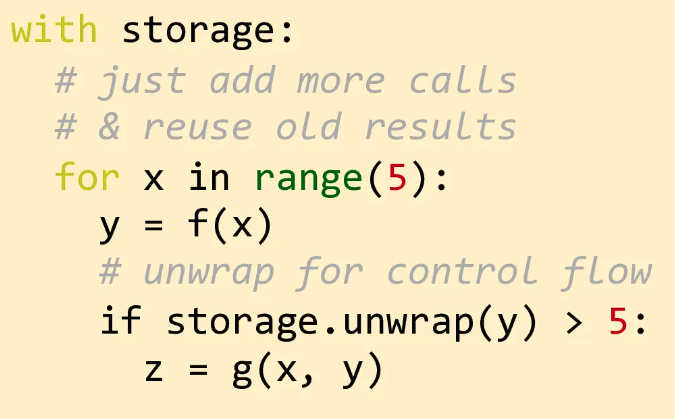 with storage:
  # just add more calls
  # & reuse old results
  for x in range(5):
    y = f(x)
    # unwrap for control flow
    if storage.unwrap(y) > 5:
      z = g(x, y)